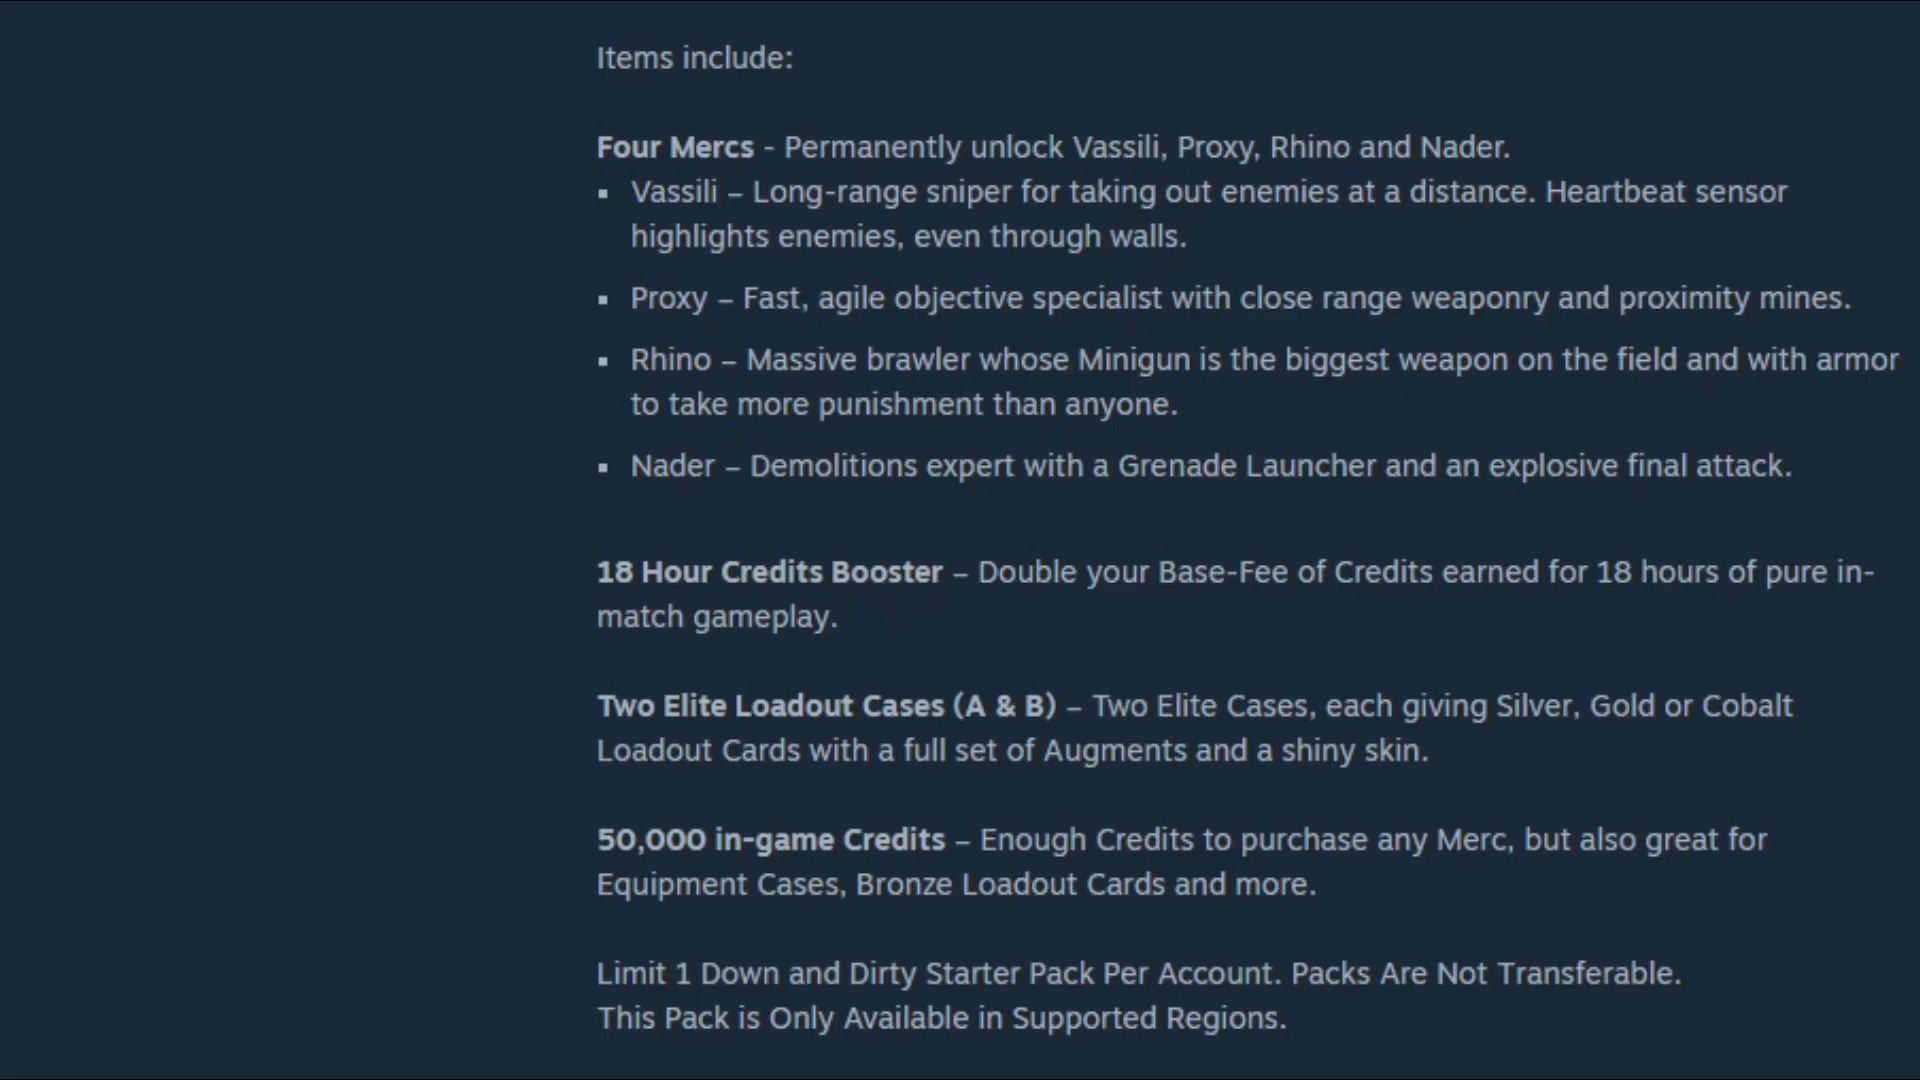 Items include:
Four Mercs - Permanently unlock Vassili, Proxy, Rhino and Nader.
▪ Vassili – Long-range sniper for taking out enemies at a distance. Heartbeat sensor
highlights enemies, even through walls.
▪ Proxy – Fast, agile objective specialist with close range weaponry and proximity mines.
▪ Rhino – Massive brawler whose Minigun is the biggest weapon on the field and with armor
to take more punishment than anyone.
▪ Nader – Demolitions expert with a Grenade Launcher and an explosive final attack.
18 Hour Credits Booster – Double your Base-Fee of Credits earned for 18 hours of pure in-
match gameplay.
Two Elite Loadout Cases (A & B) – Two Elite Cases, each giving Silver, Gold or Cobalt
Loadout Cards with a full set of Augments and a shiny skin.
50,000 in-game Credits – Enough Credits to purchase any Merc, but also great for
Equipment Cases, Bronze Loadout Cards and more.
Limit 1 Down and Dirty Starter Pack Per Account. Packs Are Not Transferable.
This Pack is Only Available in Supported Regions.